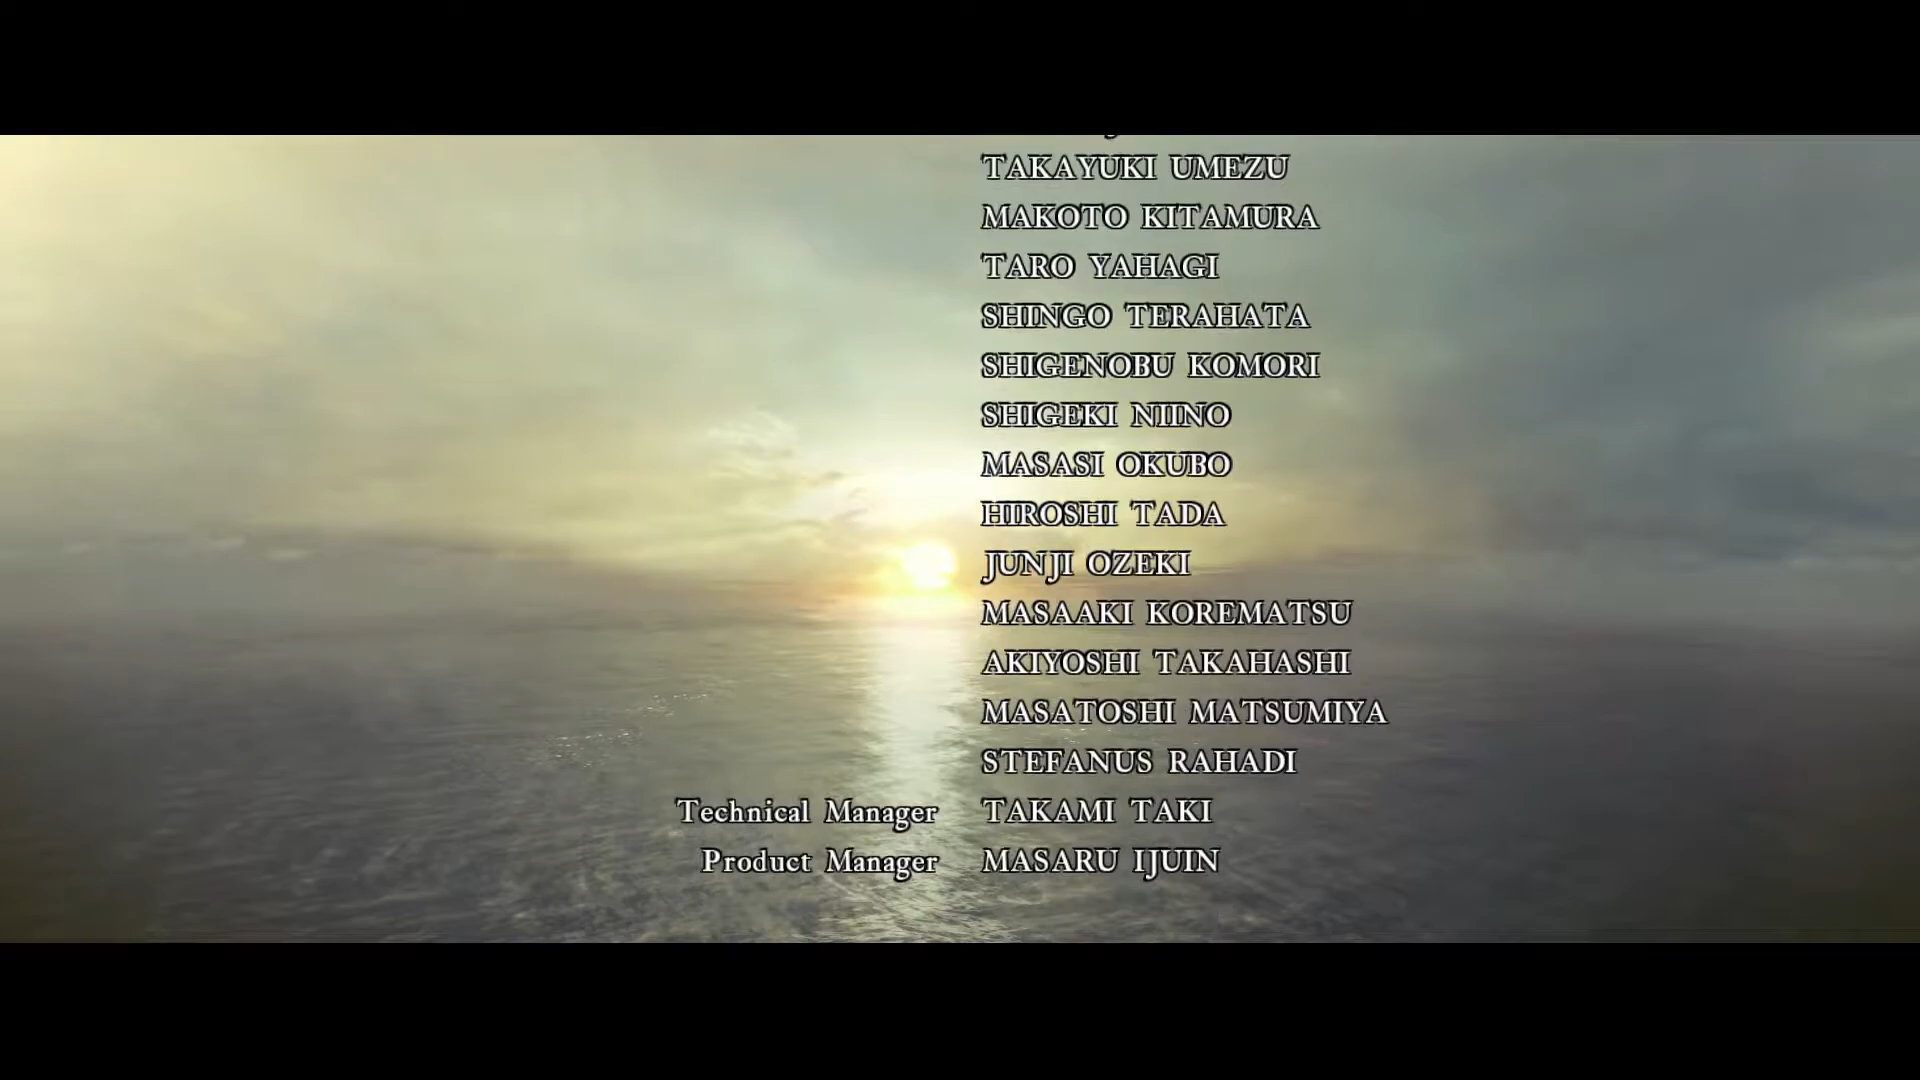 TAKAYUKI UMEZU
MAKOTO KITAMURA
TARO YAHAGI
SHINGO TERAHATA
SHIGENOBU KOMORI
SHIGEKI NIINO
MASASI OKUBO
HIROSHI TADA
JUNJI OZEKI
MASAAKI KOREMATSU
AKIYOSHI TAKAHASHI
MASATOSHI MATSUMIYA
STEFANUS RAHADI
Technical Manager TAKAMI TAKI
Product Manager MASARU IJUIN